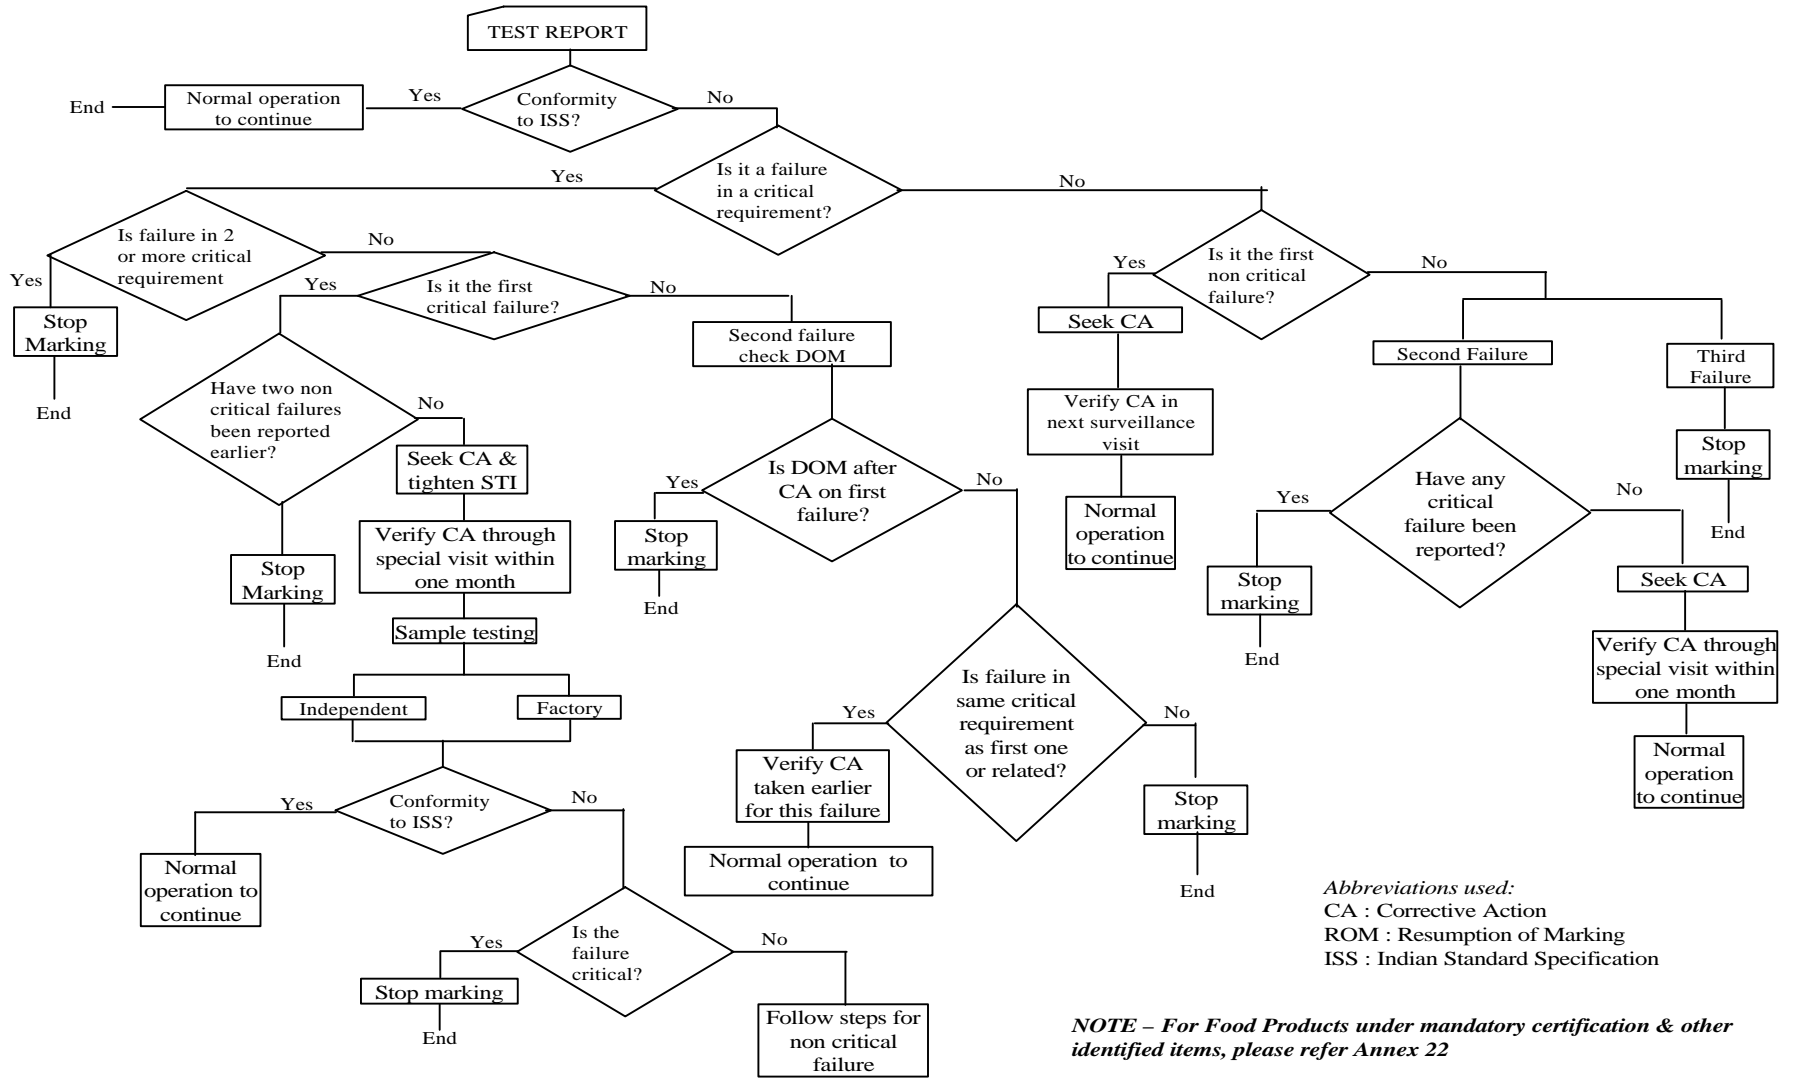 TEST REPORT
Conformity
to ISS?
Yes
No
Normal operation
to continue
End
Is it a failure
in a critical
requirement?
Yes
No
Is failure in 2
or more critical
requirement
Yes
No
Stop
Marking
End
Is it the first
critical failure?
Yes
No
Have two non
critical failures
been reported
earlier?
No
Stop
Marking
End
Seek CA &
tighten STI
Verify CA through
special visit within
one month
Sample testing
Independent
Factory
Conformity
to ISS?
Yes
No
Normal
operation to
continue
Is the
failure
critical?
Yes
No
Stop marking
End
Follow steps for
non critical
failure
Second failure
check DOM
Is DOM after
CA on first
failure?
Yes
No
Stop
marking
End
Is failure in
same critical
requirement
as first one
or related?
Yes
No
Verify CA
taken earlier
for this failure
Normal operation to
continue
Stop
marking
End
Is it the first
non critical
failure?
Yes
No
Seek CA
Verify CA in
next surveillance
visit
Normal
operation
to continue
Second Failure
Third
Failure
Stop
marking
End
Have any
critical
failure been
reported?
Yes
No
Stop
marking
End
Seek CA
Verify CA through
special visit within
one month
Normal
operation
to continue
Abbreviations used:
CA : Corrective Action
ROM : Resumption of Marking
ISS : Indian Standard Specification
NOTE – For Food Products under mandatory certification & other
identified items, please refer Annex 22